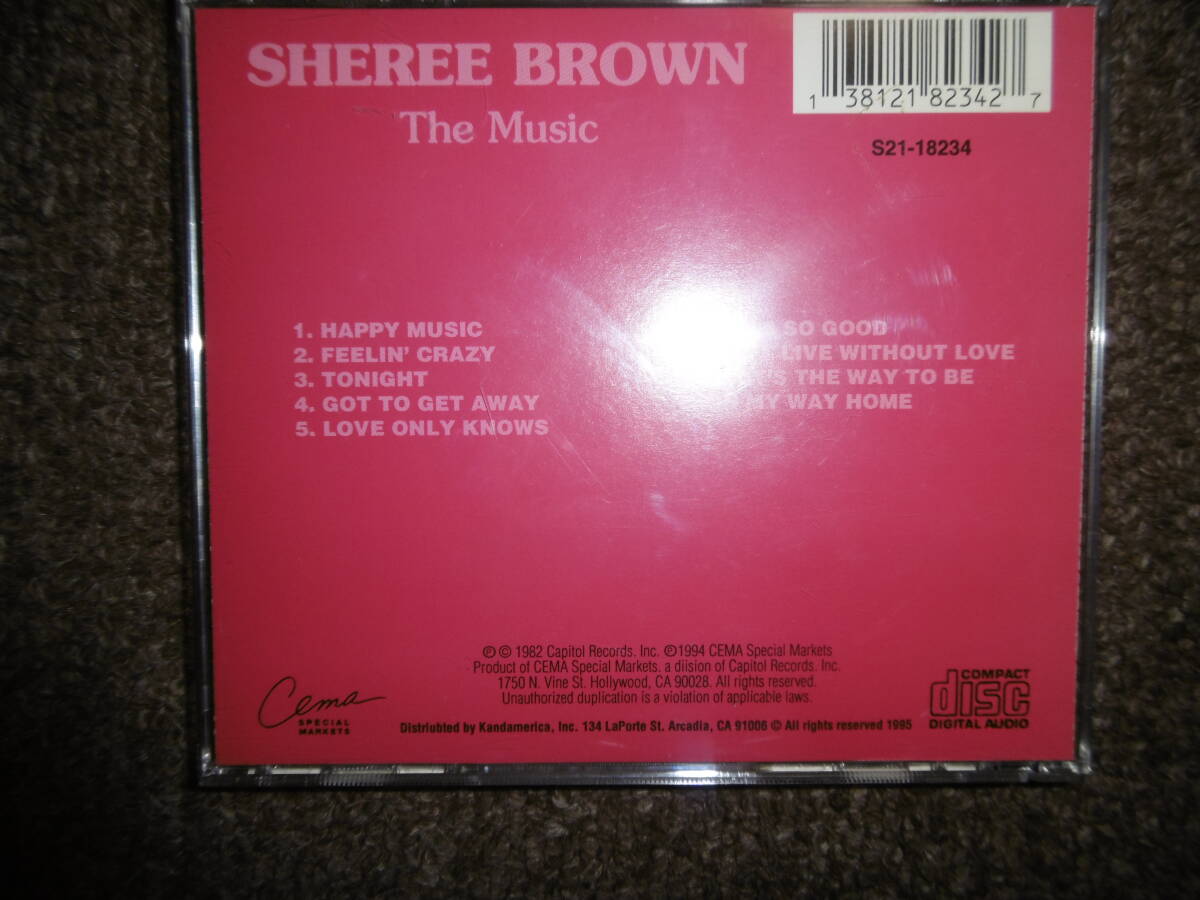 SHEREE BROWN
The Music
1 38121 82342 7
S21-18234
1. HAPPY MUSIC
2. FEELIN' CRAZY
3. TONIGHT
4. GOT TO GET AWAY
5. LOVE ONLY KNOWS
SO GOOD
LIVE WITHOUT LOVE
THE WAY TO BE
MY WAY HOME
℗ © 1982 Capitol Records. Inc. ℗1994 CEMA Special Markets
Product of CEMA Special Markets. a diision of Capitol Records. Inc.
1750 N. Vine St. Hollywood, CA 90028. All rights reserved.
Unauthorized duplication is a violation of applicable laws.
Cema
SPECIAL
MARKETS
Distriubted by Kandamerica, Inc. 134 LaPorte St. Arcadia, CA 91006 © All rights reserved 1995
COMPACT
disc
DIGITAL AUDIO